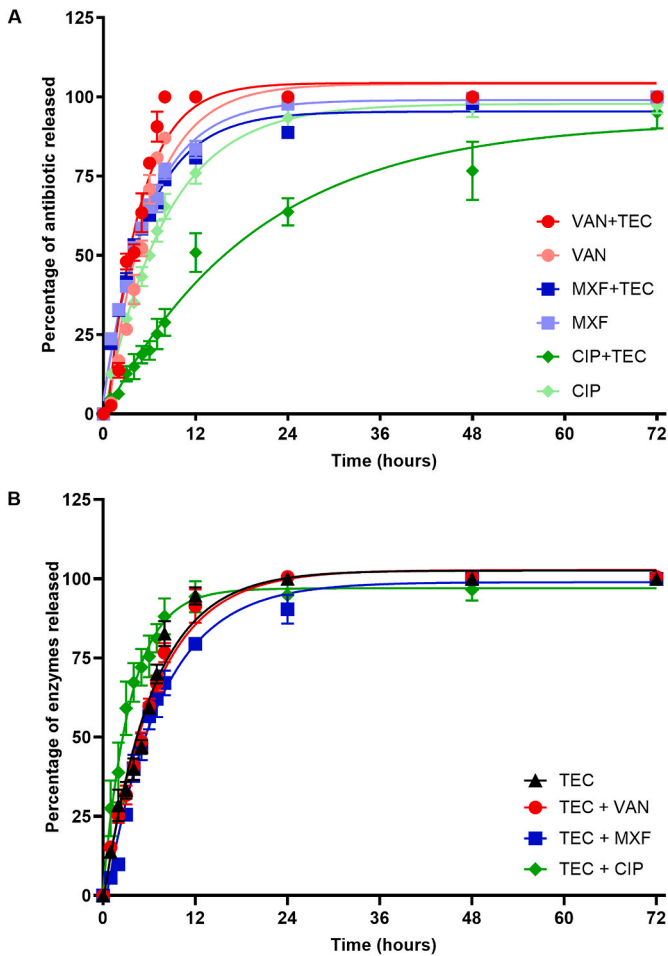 A
125
100
75
50
25
0
Percentage of antibiotic released
VAN+TEC
VAN
MXF+TEC
MXF
CIP+TEC
CIP
0 12 24 36 48 60 72
Time (hours)
B
125
100
75
50
25
0
Percentage of enzymes released
TEC
TEC + VAN
TEC + MXF
TEC + CIP
0 12 24 36 48 60 72
Time (hours)